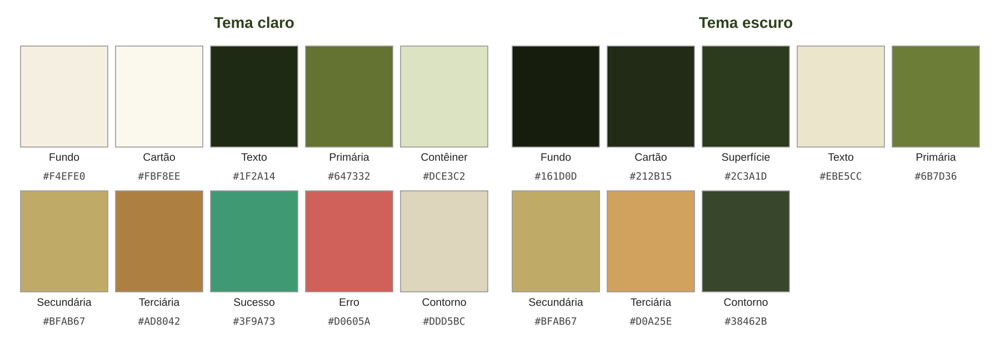 Tema claro
Fundo Cartão Texto Primária Contêiner
#F4EFE0 #FBF8EE #1F2A14 #647332 #DCE3C2
Secundária Terciária Sucesso Erro Contorno
#BFAB67 #AD8042 #3F9A73 #D0605A #DDD5BC
Tema escuro
Fundo Cartão Superfície Texto Primária
#161D0D #212B15 #2C3A1D #EBE5CC #6B7D36
Secundária Terciária Contorno
#BFAB67 #D0A25E #38462B